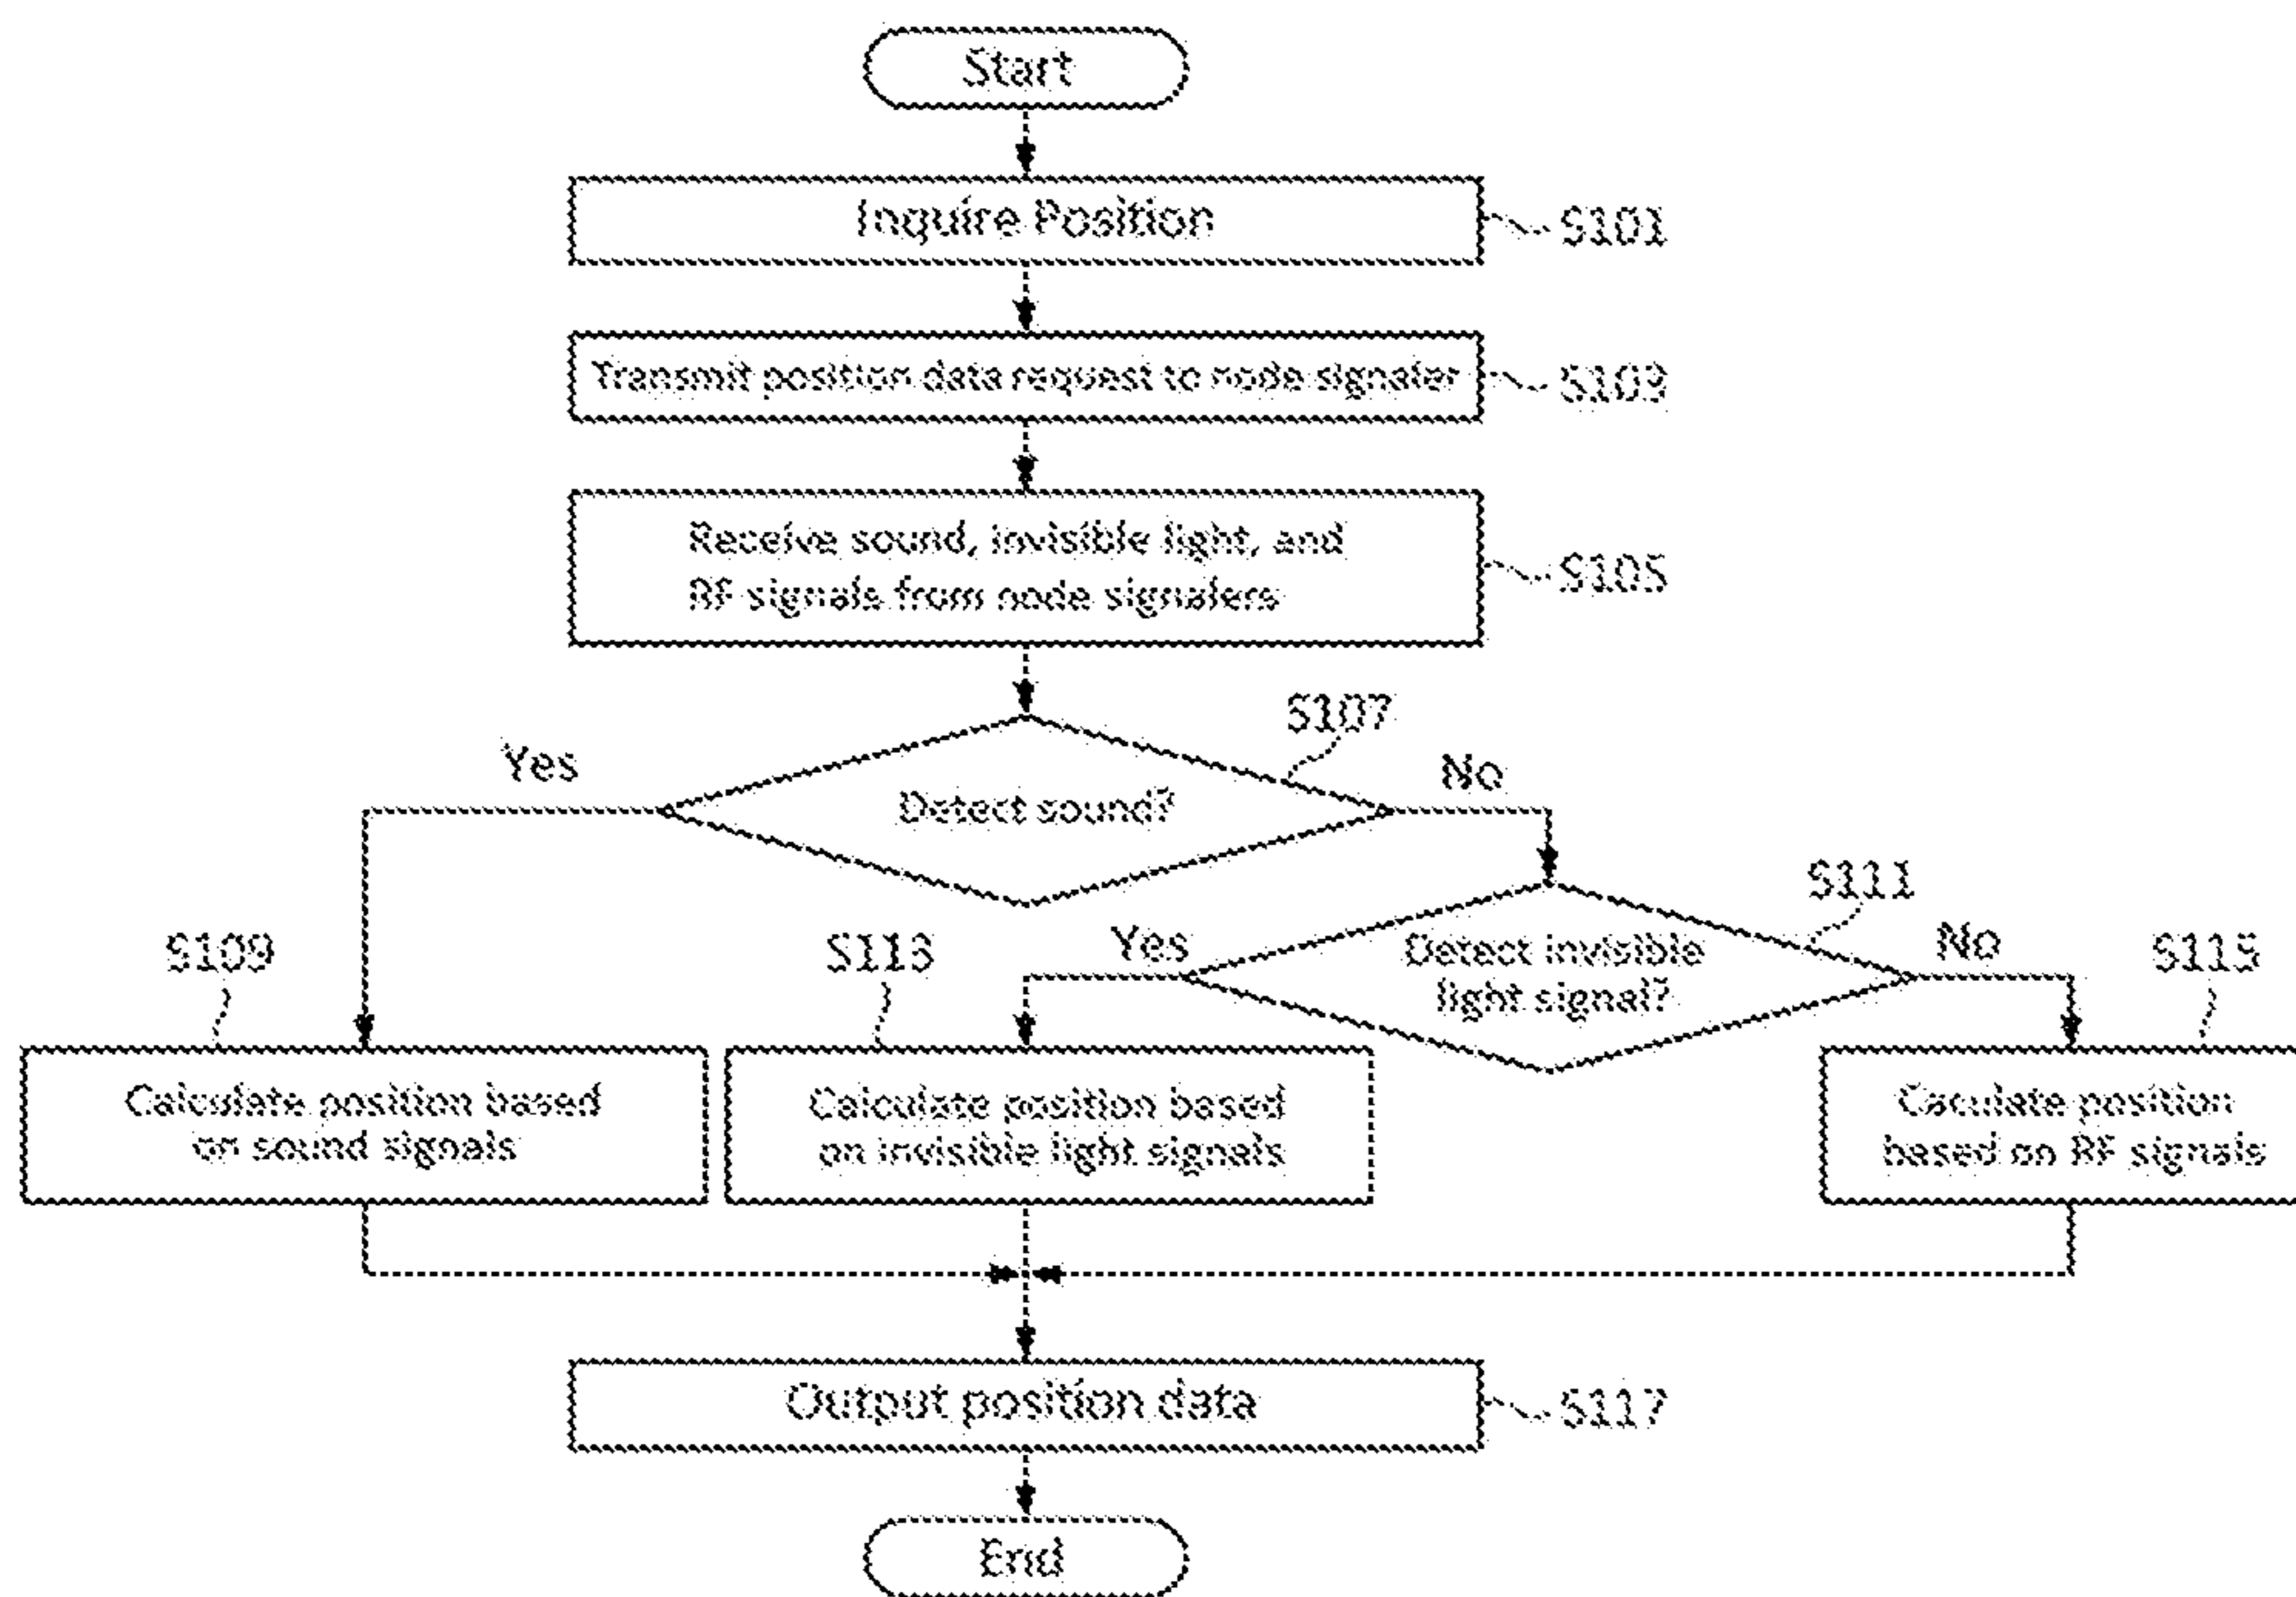 Start
Inquire Position
S101
Transmit position data request to node signaler
S103
Receive sound, invisible light, and
RF signals from node signalers
S105
S107
Yes
No
Detect sound?
S111
S109
S113
Yes
Detect invisible
light signal?
No
S115
Calculate position based
on sound signals
Calculate position based
on invisible light signals
Caculate position
based on RF signals
Output position data
S117
End